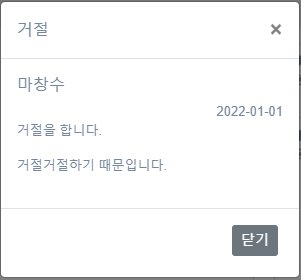 거절
×
마창수
2022-01-01
거절을 합니다.
거절거절하기 때문입니다.
닫기